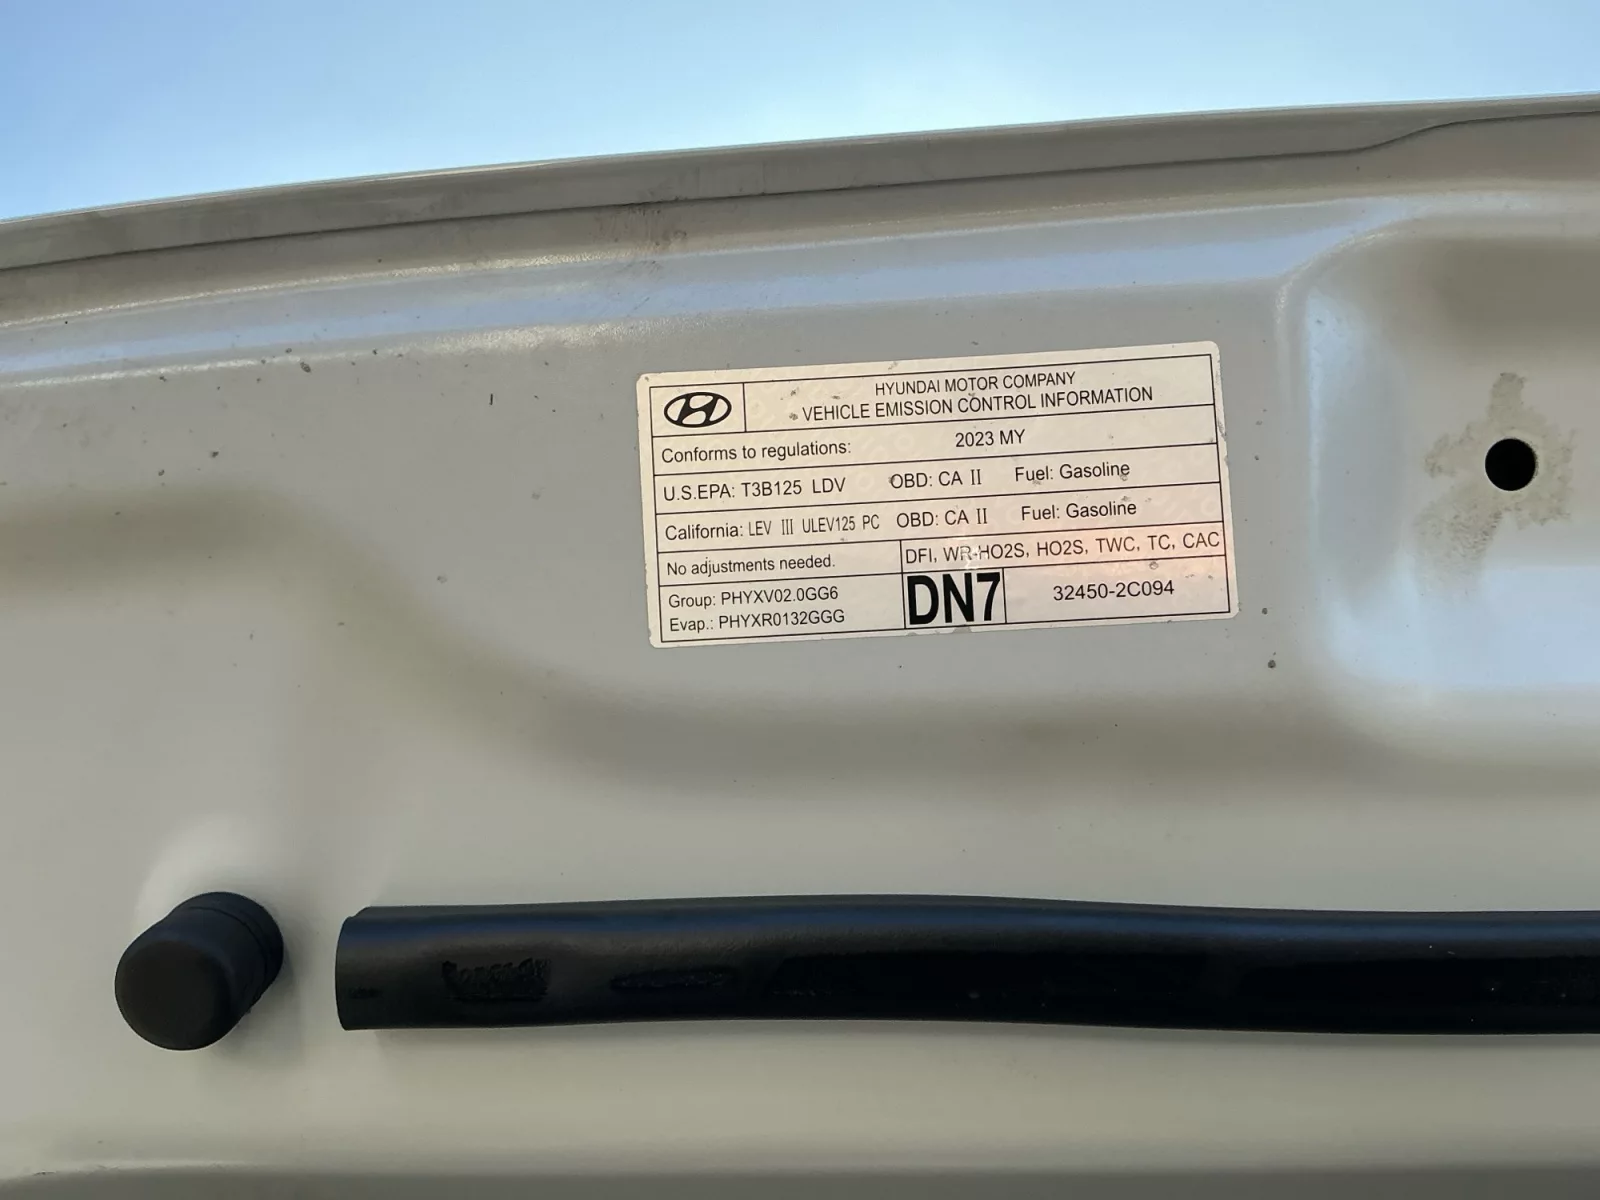 HYUNDAI MOTOR COMPANY
VEHICLE EMISSION CONTROL INFORMATION
Conforms to regulations: 2023 MY
U.S.EPA: T3B125 LDV OBD: CA II Fuel: Gasoline
California: LEV III ULEV125 PC OBD: CA II Fuel: Gasoline
No adjustments needed. DFI, WR-HO2S, HO2S, TWC, TC, CAC
Group: PHYXV02.0GG6
Evap.: PHYXR0132GGG
DN7
32450-2C094